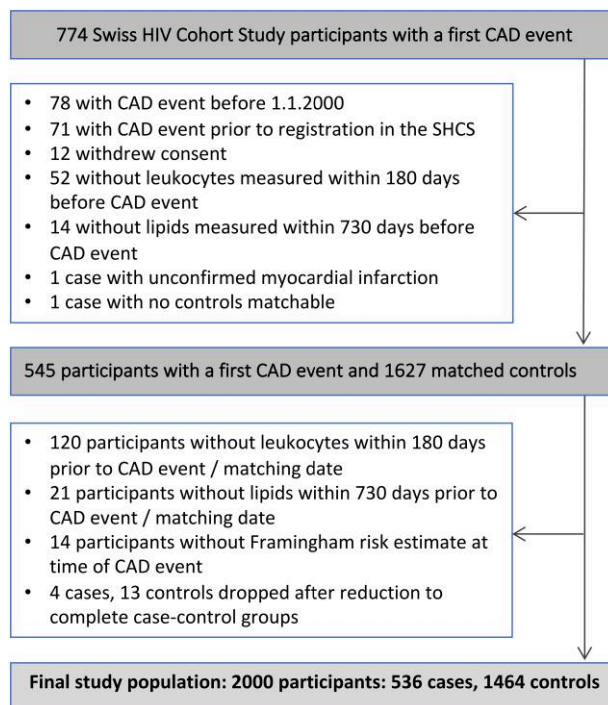 774 Swiss HIV Cohort Study participants with a first CAD event
• 78 with CAD event before 1.1.2000
• 71 with CAD event prior to registration in the SHCS
• 12 withdrew consent
• 52 without leukocytes measured within 180 days
before CAD event
• 14 without lipids measured within 730 days before
CAD event
• 1 case with unconfirmed myocardial infarction
• 1 case with no controls matchable
545 participants with a first CAD event and 1627 matched controls
• 120 participants without leukocytes within 180 days
prior to CAD event / matching date
• 21 participants without lipids within 730 days prior to
CAD event / matching date
• 14 participants without Framingham risk estimate at
time of CAD event
• 4 cases, 13 controls dropped after reduction to
complete case-control groups
Final study population: 2000 participants: 536 cases, 1464 controls